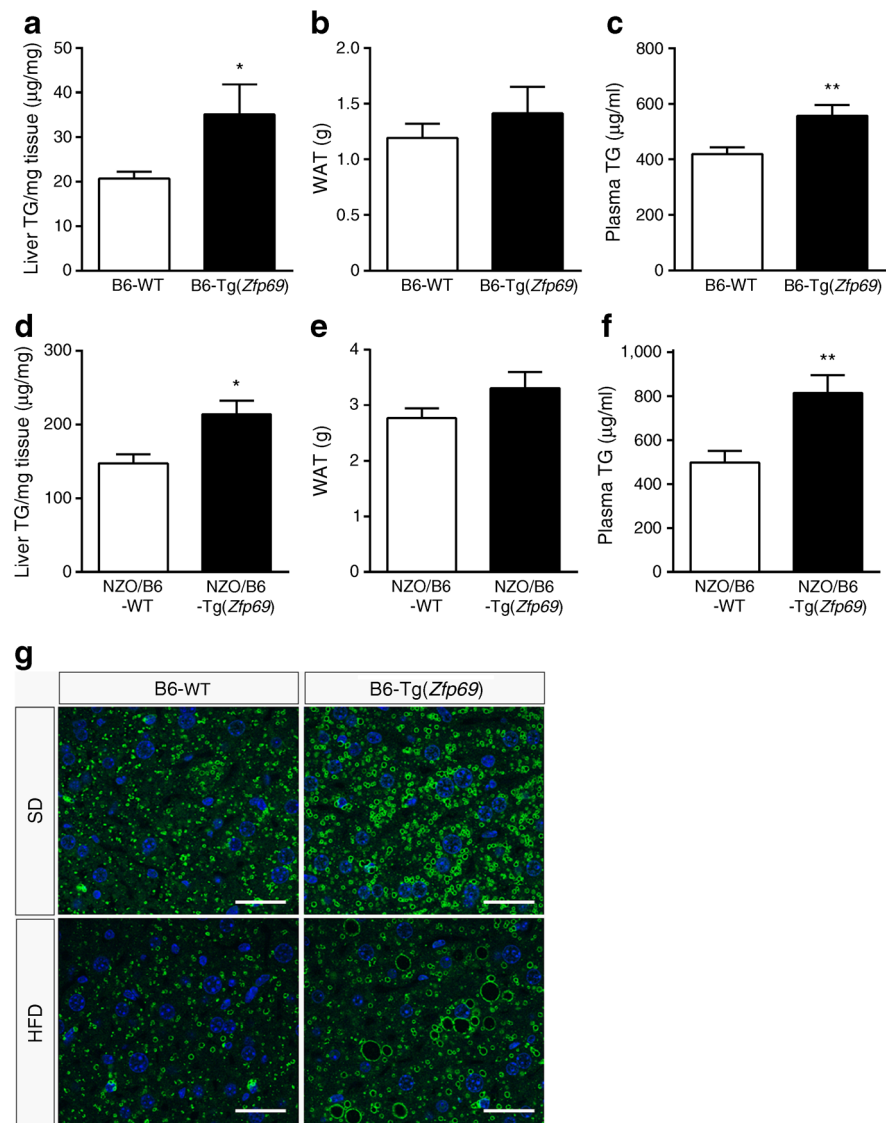 a
Liver TG/mg tissue (μg/mg)
50
40
30
20
10
0
*
B6-WT
B6-Tg(Zfp69)
b
WAT (g)
2.0
1.5
1.0
0.5
0
B6-WT
B6-Tg(Zfp69)
c
Plasma TG (μg/ml)
800
600
400
200
0
**
B6-WT
B6-Tg(Zfp69)
d
Liver TG/mg tissue (μg/mg)
300
200
100
0
*
NZO/B6
-WT
NZO/B6
-Tg(Zfp69)
e
WAT (g)
4
3
2
1
0
NZO/B6
-WT
NZO/B6
-Tg(Zfp69)
f
Plasma TG (μg/ml)
1,000
800
600
400
200
0
**
NZO/B6
-WT
NZO/B6
-Tg(Zfp69)
g
B6-WT
B6-Tg(Zfp69)
SD
HFD